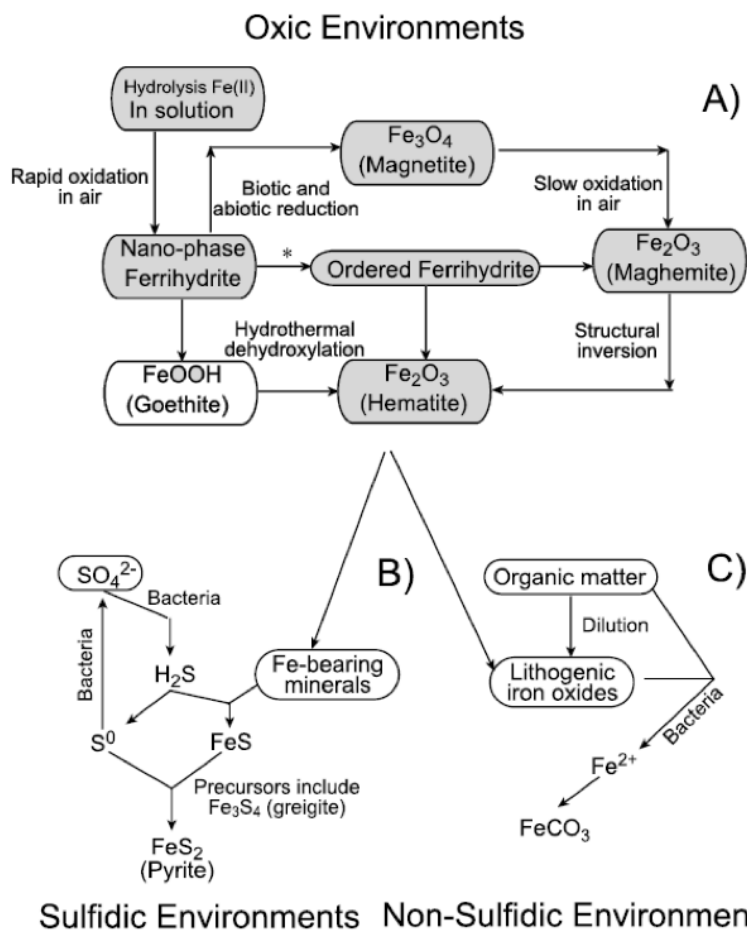 Oxic Environments
A)
Hydrolysis Fe(II)
In solution
Rapid oxidation
in air
Biotic and
abiotic reduction
Fe₃O₄
(Magnetite)
Slow oxidation
in air
Nano-phase
Ferrihydrite
*
Ordered Ferrihydrite
Fe₂O₃
(Maghemite)
Hydrothermal
dehydroxylation
Structural
inversion
FeOOH
(Goethite)
Fe₂O₃
(Hematite)
B)
SO₄²⁻
Bacteria
Bacteria
H₂S
Fe-bearing
minerals
S⁰
FeS
Precursors include
Fe₃S₄ (greigite)
FeS₂
(Pyrite)
C)
Organic matter
Dilution
Lithogenic
iron oxides
Bacteria
Fe²⁺
FeCO₃
Sulfidic Environments
Non-Sulfidic Environmen